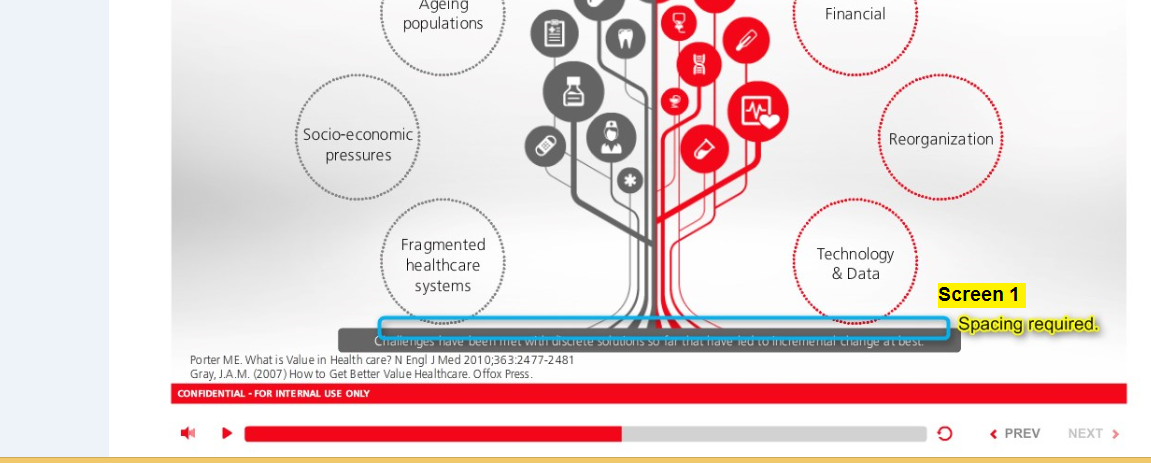 Ageing
populations
Financial
Socio-economic
pressures
Reorganization
Fragmented
healthcare
systems
Technology
& Data
Screen 1
Spacing required.
Challenges have been met with discrete solutions so far that have led to incremental change at best.
Porter ME. What is Value in Health care? N Engl J Med 2010;363:2477-2481
Gray, J.A.M. (2007) How to Get Better Value Healthcare. Offox Press.
CONFIDENTIAL - FOR INTERNAL USE ONLY
PREV
NEXT